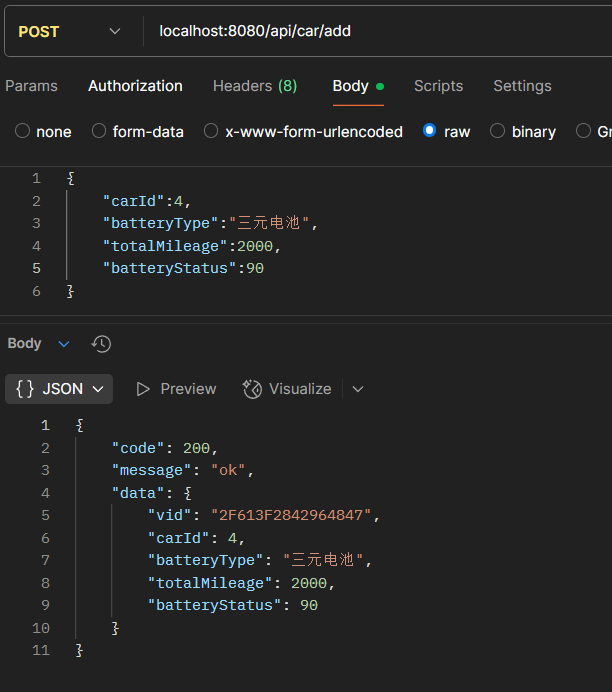 POST localhost:8080/api/car/add
Params Authorization Headers (8) Body Scripts Settings
none form-data x-www-form-urlencoded raw binary
1 {
2 "carId":4,
3 "batteryType":"三元电池",
4 "totalMileage":2000,
5 "batteryStatus":90
6 }
Body
{} JSON Preview Visualize
1 {
2 "code": 200,
3 "message": "ok",
4 "data": {
5 "vid": "2F613F2842964847",
6 "carId": 4,
7 "batteryType": "三元电池",
8 "totalMileage": 2000,
9 "batteryStatus": 90
10 }
11 }